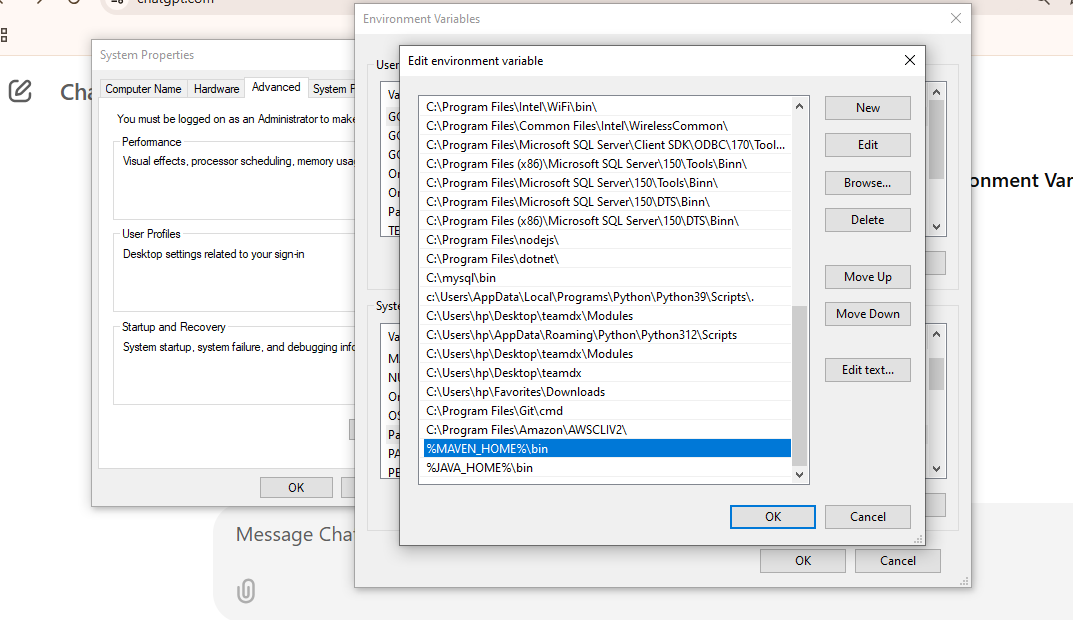 chatgpt.com
Environment Variables
System Properties
User
Edit environment variable
Cha
Computer Name
Hardware
Advanced
System P
You must be logged on as an Administrator to make
Performance
Visual effects, processor scheduling, memory usa
User Profiles
Desktop settings related to your sign-in
Startup and Recovery
System startup, system failure, and debugging info
OK
Va
GO
GO
GO
On
On
Pa
TE
Syste
Va
M
NU
On
OS
Pa
PA
PE
C:\Program Files\Intel\WiFi\bin\
C:\Program Files\Common Files\Intel\WirelessCommon\
C:\Program Files\Microsoft SQL Server\Client SDK\ODBC\170\Tool...
C:\Program Files (x86)\Microsoft SQL Server\150\Tools\Binn\
C:\Program Files\Microsoft SQL Server\150\Tools\Binn\
C:\Program Files\Microsoft SQL Server\150\DTS\Binn\
C:\Program Files (x86)\Microsoft SQL Server\150\DTS\Binn\
C:\Program Files\nodejs\
C:\Program Files\dotnet\
C:\mysql\bin
c:\Users\AppData\Local\Programs\Python\Python39\Scripts\.
C:\Users\hp\Desktop\teamdx\Modules
C:\Users\hp\AppData\Roaming\Python\Python312\Scripts
C:\Users\hp\Desktop\teamdx\Modules
C:\Users\hp\Desktop\teamdx
C:\Users\hp\Favorites\Downloads
C:\Program Files\Git\cmd
C:\Program Files\Amazon\AWSCLIV2\
%MAVEN_HOME%\bin
%JAVA_HOME%\bin
New
Edit
Browse...
Delete
Move Up
Move Down
Edit text...
OK
Cancel
onment Var
Message Cha
OK
Cancel